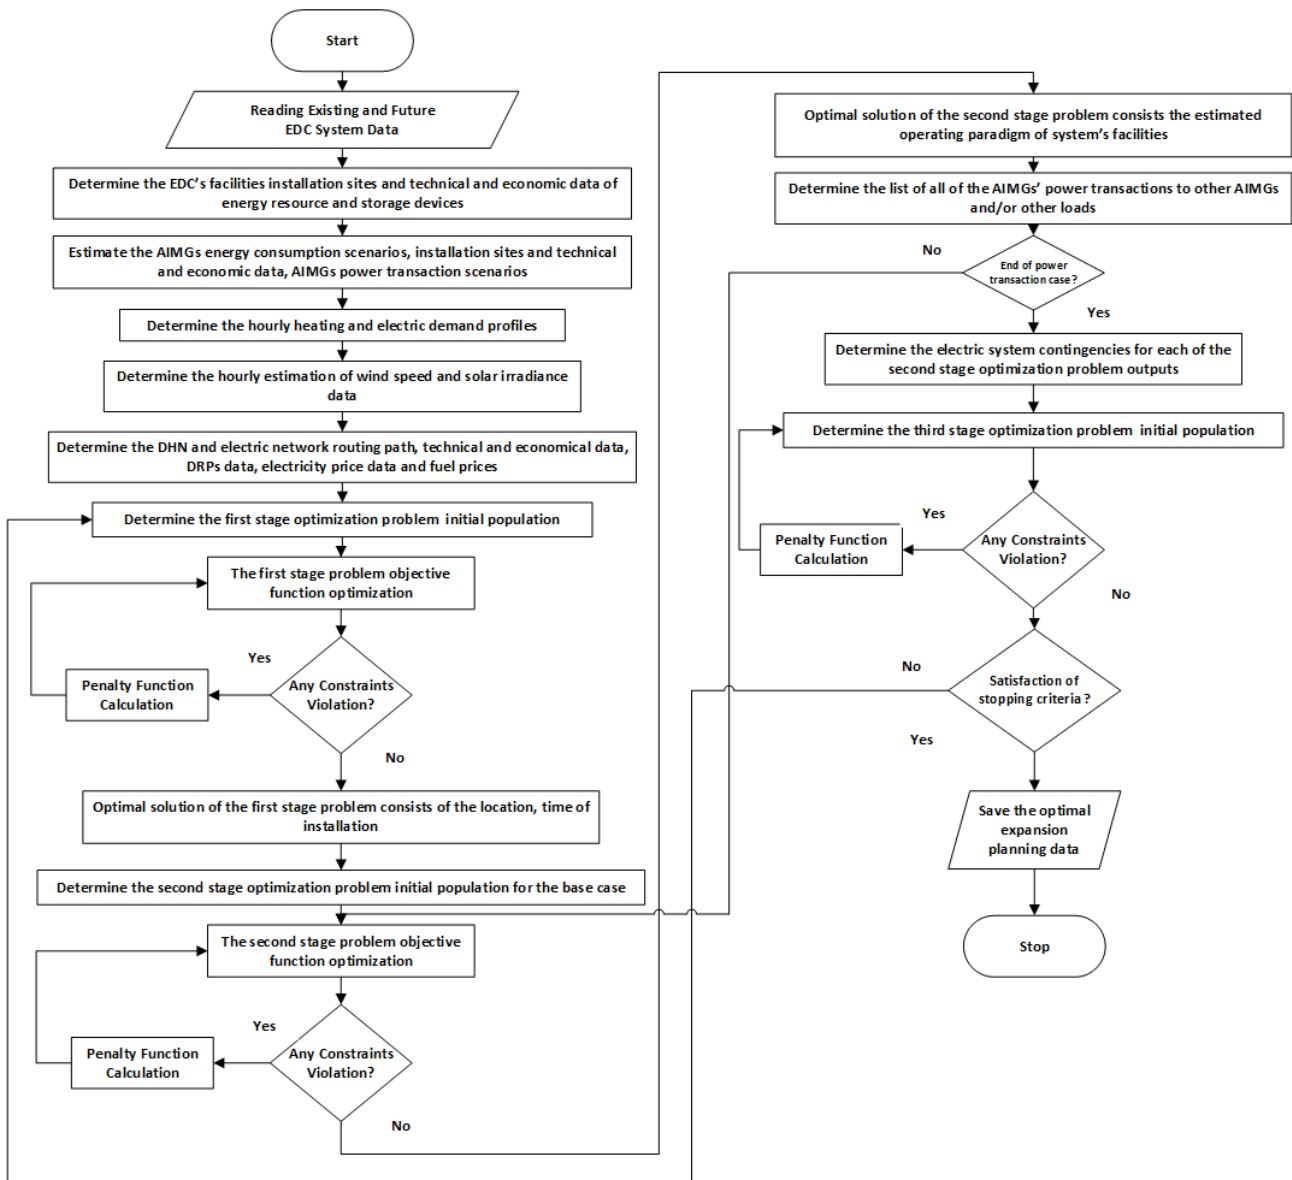 Start
Reading Existing and Future
EDC System Data
Determine the EDC's facilities installation sites and technical and economic data of
energy resource and storage devices
Estimate the AIMGs energy consumption scenarios, installation sites and technical
and economic data, AIMGs power transaction scenarios
Determine the hourly heating and electric demand profiles
Determine the hourly estimation of wind speed and solar irradiance
data
Determine the DHN and electric network routing path, technical and economical data,
DRPs data, electricity price data and fuel prices
Determine the first stage optimization problem initial population
The first stage problem objective
function optimization
Yes
Penalty Function
Calculation
Any Constraints
Violation?
No
Optimal solution of the first stage problem consists of the location, time of
installation
Determine the second stage optimization problem initial population for the base case
The second stage problem objective
function optimization
Yes
Penalty Function
Calculation
Any Constraints
Violation?
No
Optimal solution of the second stage problem consists the estimated
operating paradigm of system's facilities
Determine the list of all of the AIMGs' power transactions to other AIMGs
and/or other loads
No
End of power
transaction case?
Yes
Determine the electric system contingencies for each of the
second stage optimization problem outputs
Determine the third stage optimization problem initial population
Yes
Penalty Function
Calculation
Any Constraints
Violation?
No
No
Satisfaction of
stopping criteria?
Yes
Save the optimal
expansion
planning data
Stop